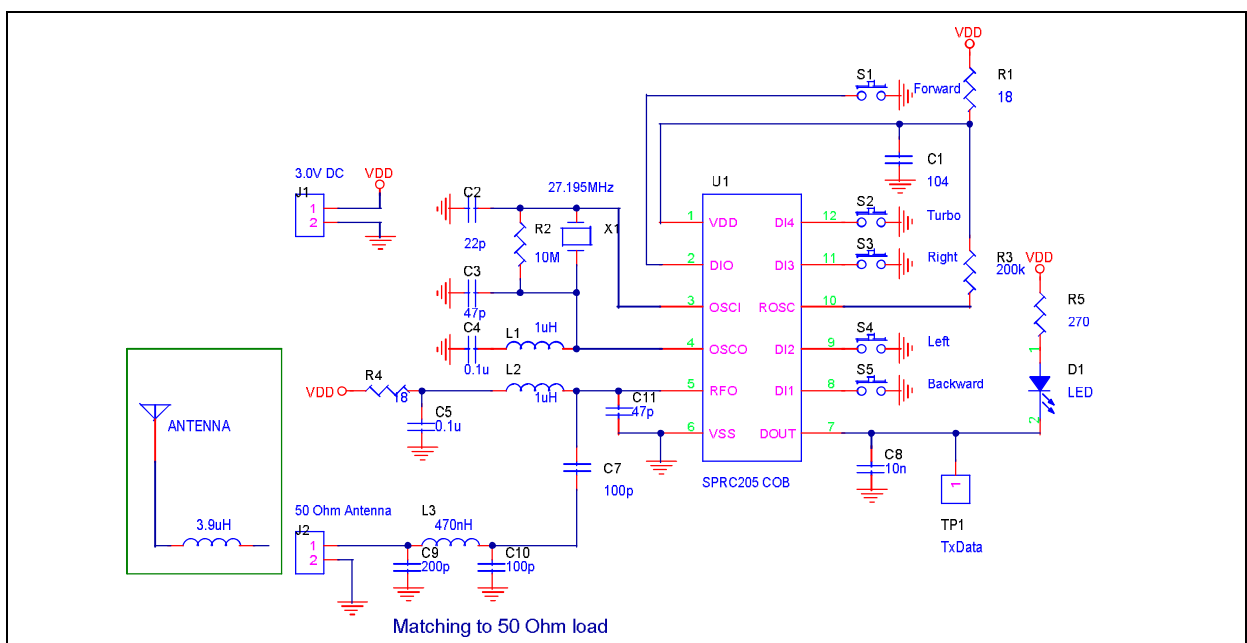 VDD
S1
Forward
R1
18
C1
104
3.0V DC
VDD
J1
1
2
C2
22p
27.195MHz
R2
10M
X1
C3
47p
C4
0.1u
L1
1uH
U1
1
VDD
DI4
12
S2
Turbo
2
DIO
DI3
11
S3
Right
3
OSCI
ROSC
10
R3
200k
VDD
R5
270
4
OSCO
DI2
9
S4
Left
5
RFO
DI1
8
S5
Backward
6
VSS
DOUT
7
SPRC205 COB
1
D1
LED
2
VDD
R4
18
L2
1uH
C5
0.1u
C11
47p
C7
100p
C8
10n
1
TP1
TxData
ANTENNA
3.9uH
50 Ohm Antenna
J2
1
2
L3
470nH
C9
200p
C10
100p
Matching to 50 Ohm load